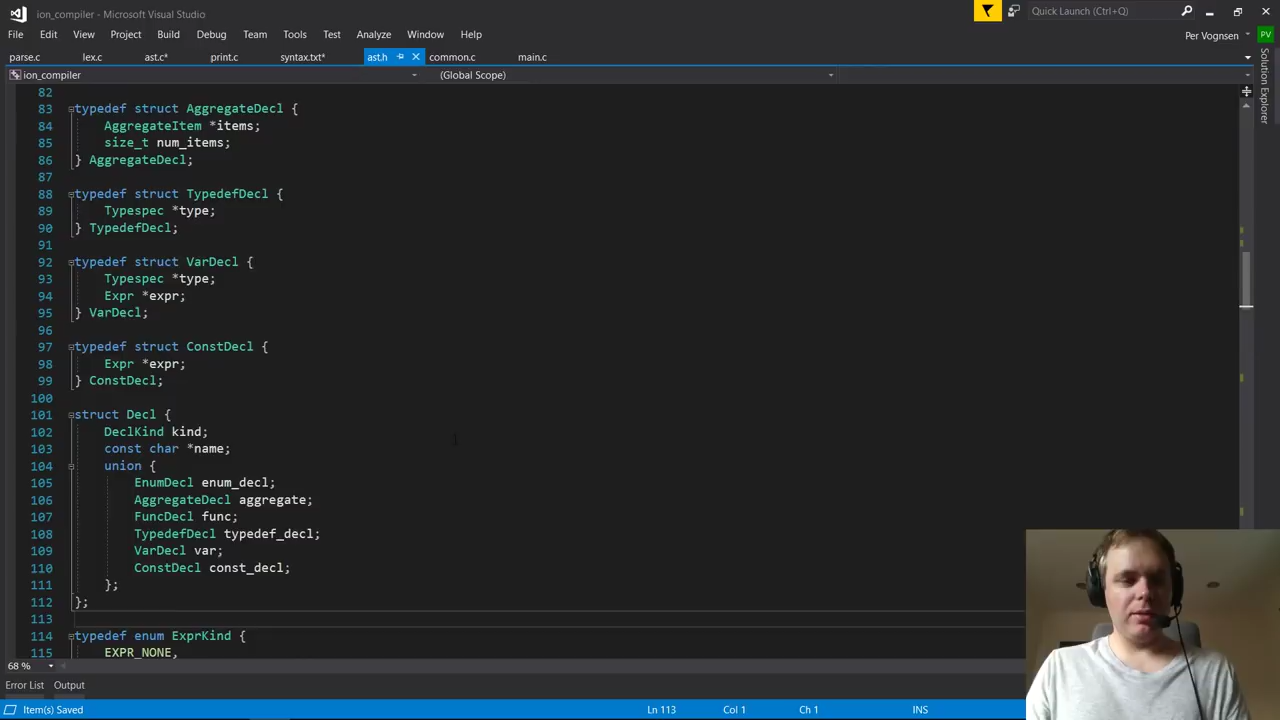 ion_compiler - Microsoft Visual Studio
Quick Launch (Ctrl+Q)
File Edit View Project Build Debug Team Tools Test Analyze Window Help
Per Vognsen PV
parse.c lex.c ast.c* print.c syntax.txt* ast.h common.c main.c
Solution Explorer
ion_compiler (Global Scope)
82
83 typedef struct AggregateDecl {
84 AggregateItem *items;
85 size_t num_items;
86 } AggregateDecl;
87
88 typedef struct TypedefDecl {
89 Typespec *type;
90 } TypedefDecl;
91
92 typedef struct VarDecl {
93 Typespec *type;
94 Expr *expr;
95 } VarDecl;
96
97 typedef struct ConstDecl {
98 Expr *expr;
99 } ConstDecl;
100
101 struct Decl {
102 DeclKind kind;
103 const char *name;
104 union {
105 EnumDecl enum_decl;
106 AggregateDecl aggregate;
107 FuncDecl func;
108 TypedefDecl typedef_decl;
109 VarDecl var;
110 ConstDecl const_decl;
111 };
112 };
113
114 typedef enum ExprKind {
115 EXPR_NONE,
68 %
Error List Output
Item(s) Saved Ln 113 Col 1 Ch 1 INS